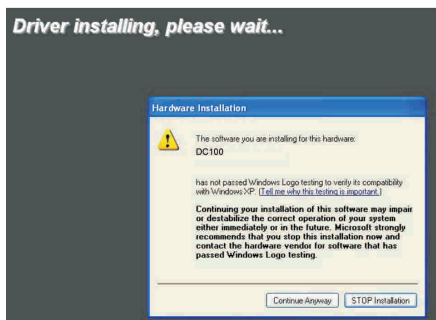 Driver installing, please wait...
Hardware Installation
The software you are installing for this hardware:
DC100
has not passed Windows Logo testing to verify its compatibility
with Windows XP. (Tell me why this testing is important.)
Continuing your installation of this software may impair
or destabilize the correct operation of your system
either immediately or in the future. Microsoft strongly
recommends that you stop this installation now and
contact the hardware vendor for software that has
passed Windows Logo testing.
Continue Anyway
STOP Installation